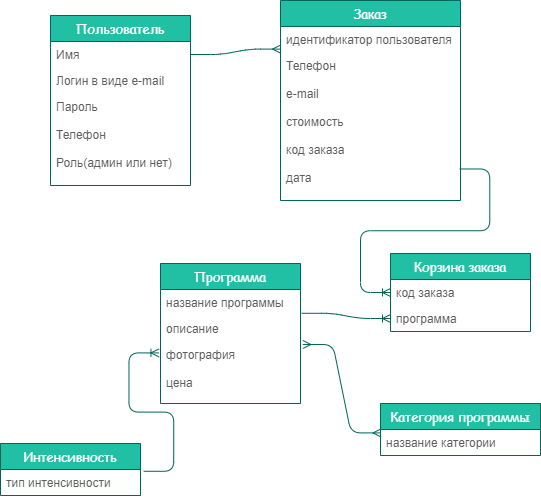 Пользователь
Имя
Логин в виде e-mail
Пароль
Телефон
Роль(админ или нет)
Заказ
идентификатор пользователя
Телефон
e-mail
стоимость
код заказа
дата
Программа
название программы
описание
фотография
цена
Корзина заказа
код заказа
программа
Категория программы
название категории
Интенсивность
тип интенсивности